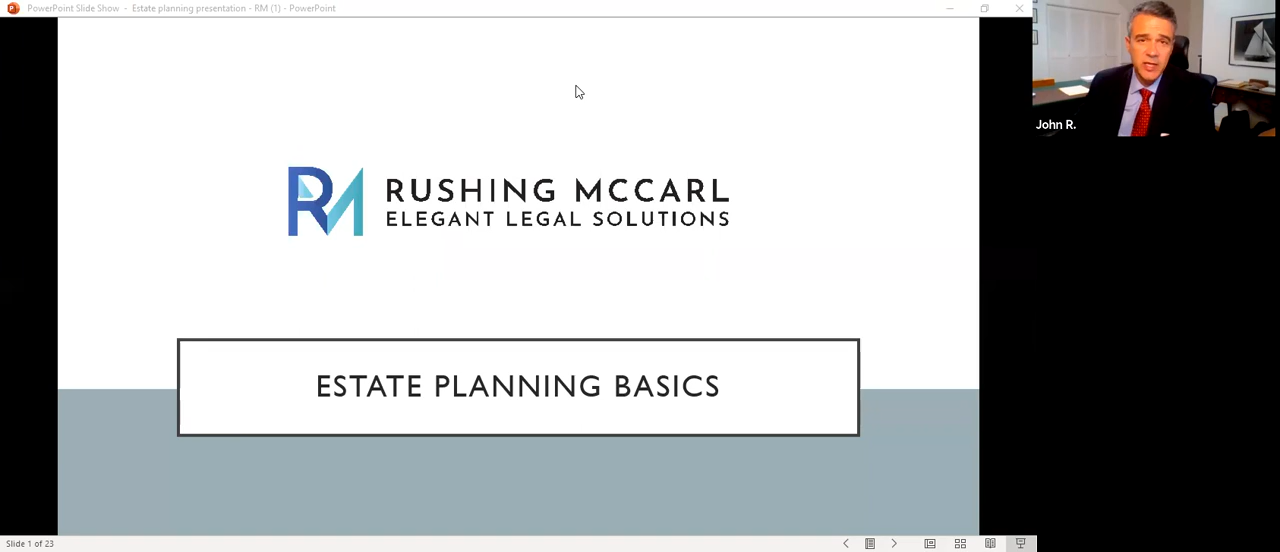 PowerPoint Slide Show - Estate planning presentation - RM (1) - PowerPoint
John R.
RM
RUSHING MCCARL
ELEGANT LEGAL SOLUTIONS
ESTATE PLANNING BASICS
Slide 1 of 23